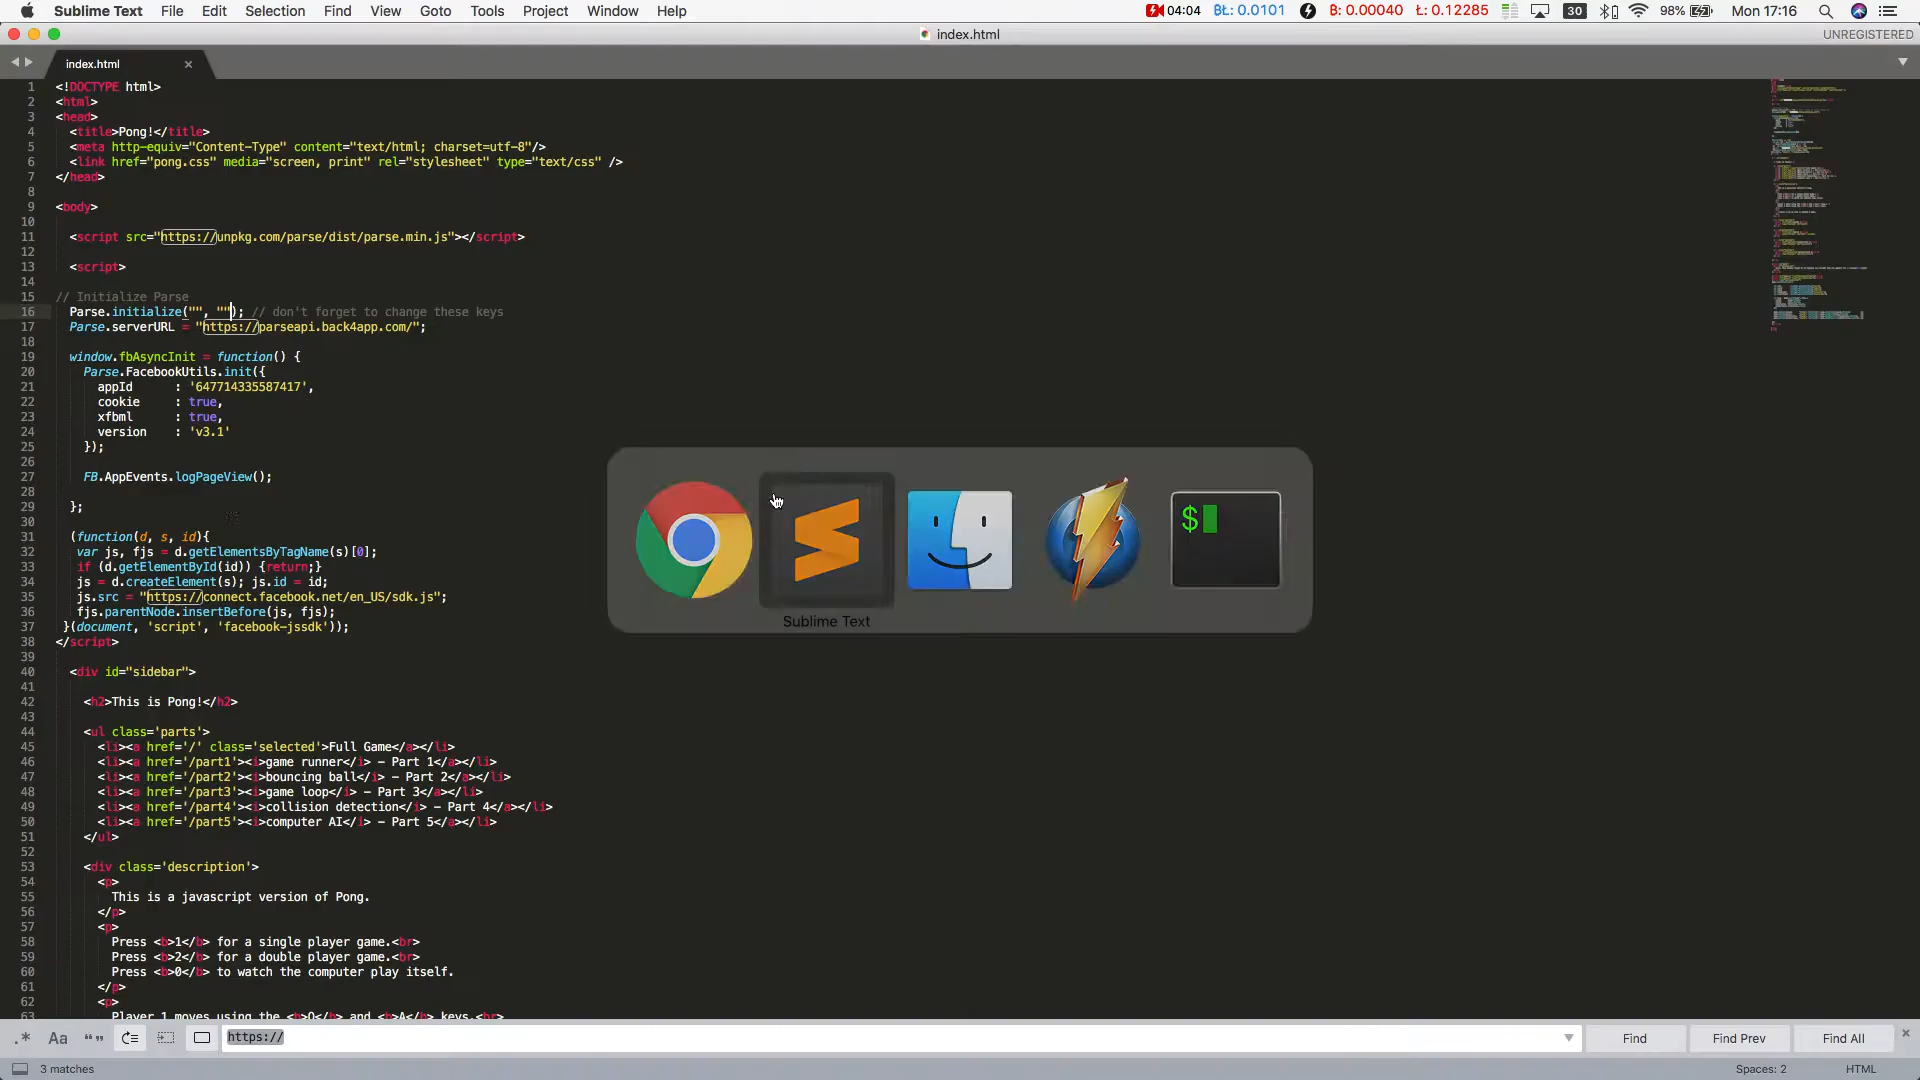 Sublime Text File Edit Selection Find View Goto Tools Project Window Help 04:04 ɃŁ: 0.0101 B: 0.00040 Ł: 0.12285 30 98% Mon 17:16
index.html UNREGISTERED
index.html ×
1 <!DOCTYPE html>
2 <html>
3 <head>
4 <title>Pong!</title>
5 <meta http-equiv="Content-Type" content="text/html; charset=utf-8"/>
6 <link href="pong.css" media="screen, print" rel="stylesheet" type="text/css" />
7 </head>
8
9 <body>
10
11 <script src="https://unpkg.com/parse/dist/parse.min.js"></script>
12
13 <script>
14
15 // Initialize Parse
16 Parse.initialize("", ""); // don't forget to change these keys
17 Parse.serverURL = "https://parseapi.back4app.com/";
18
19 window.fbAsyncInit = function() {
20 Parse.FacebookUtils.init({
21 appId : '647714335587417',
22 cookie : true,
23 xfbml : true,
24 version : 'v3.1'
25 });
26
27 FB.AppEvents.logPageView();
28
29 };
30
31 (function(d, s, id){
32 var js, fjs = d.getElementsByTagName(s)[0];
33 if (d.getElementById(id)) {return;}
34 js = d.createElement(s); js.id = id;
35 js.src = "https://connect.facebook.net/en_US/sdk.js";
36 fjs.parentNode.insertBefore(js, fjs);
37 }(document, 'script', 'facebook-jssdk'));
38 </script>
39
40 <div id="sidebar">
41
42 <h2>This is Pong!</h2>
43
44 <ul class='parts'>
45 <li><a href='/' class='selected'>Full Game</a></li>
46 <li><a href='/part1'><i>game runner</i> - Part 1</a></li>
47 <li><a href='/part2'><i>bouncing ball</i> - Part 2</a></li>
48 <li><a href='/part3'><i>game loop</i> - Part 3</a></li>
49 <li><a href='/part4'><i>collision detection</i> - Part 4</a></li>
50 <li><a href='/part5'><i>computer AI</i> - Part 5</a></li>
51 </ul>
52
53 <div class='description'>
54 <p>
55 This is a javascript version of Pong.
56 </p>
57 <p>
58 Press <b>1</b> for a single player game.<br>
59 Press <b>2</b> for a double player game.<br>
60 Press <b>0</b> to watch the computer play itself.
61 </p>
62 <p>
63 Player 1 moves using the <b>Q</b> and <b>A</b> keys.<br>
$
Sublime Text
.* Aa “” https:// Find Find Prev Find All ×
3 matches Spaces: 2 HTML